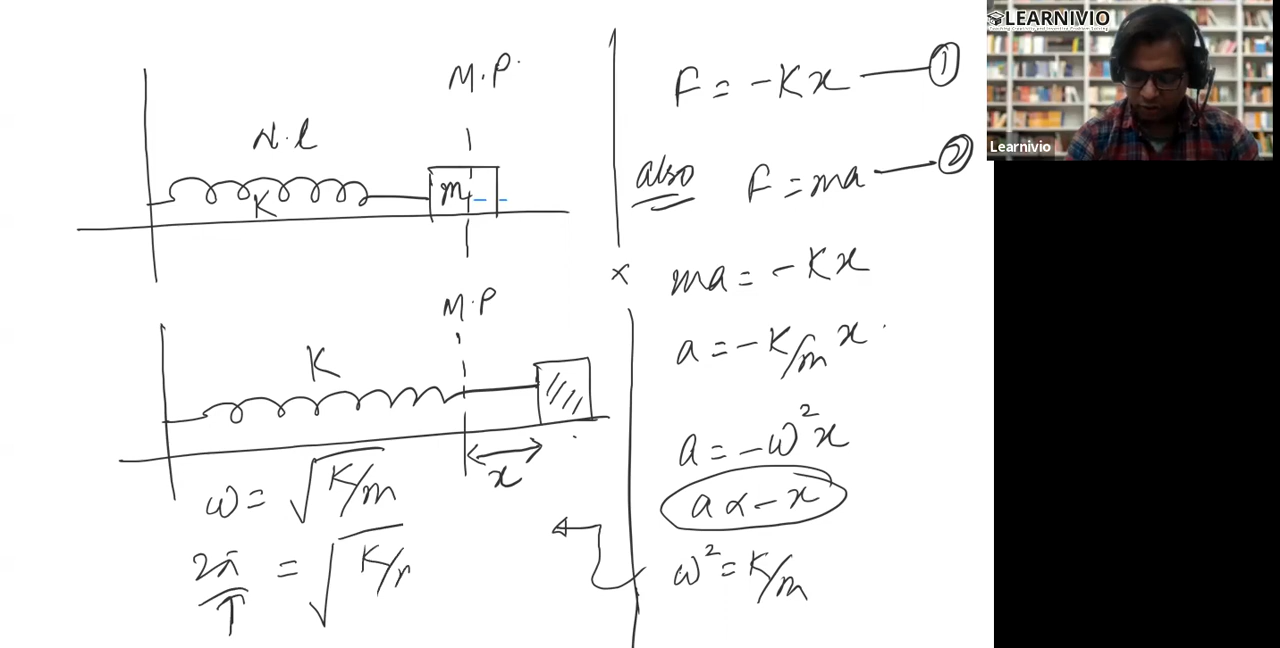 M.P.
N.l
K
m
M.P
K
x
ω = √K/m
2π/T = √K/r
F = -Kx ——①
also F = ma ——②
x
ma = -Kx
a = -K/m x.
a = -ω²x
a ∝ -x
ω² = K/m
LEARNIVIO
Learnivio